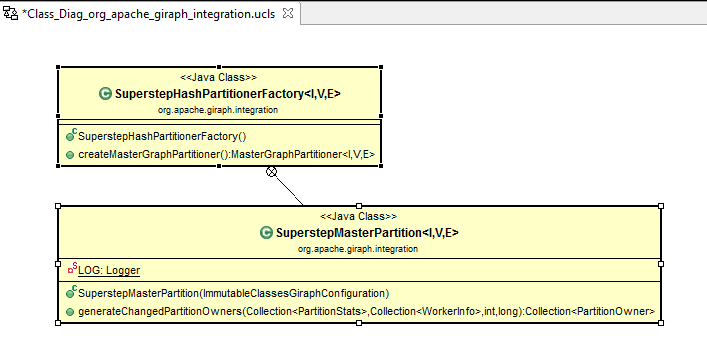 *Class_Diag_org_apache_giraph_integration.ucls
<<Java Class>>
SuperstepHashPartitionerFactory<I,V,E>
org.apache.giraph.integration
SuperstepHashPartitionerFactory()
createMasterGraphPartitioner():MasterGraphPartitioner<I,V,E>
<<Java Class>>
SuperstepMasterPartition<I,V,E>
org.apache.giraph.integration
LOG: Logger
SuperstepMasterPartition(ImmutableClassesGiraphConfiguration)
generateChangedPartitionOwners(Collection<PartitionStats>,Collection<WorkerInfo>,int,long):Collection<PartitionOwner>